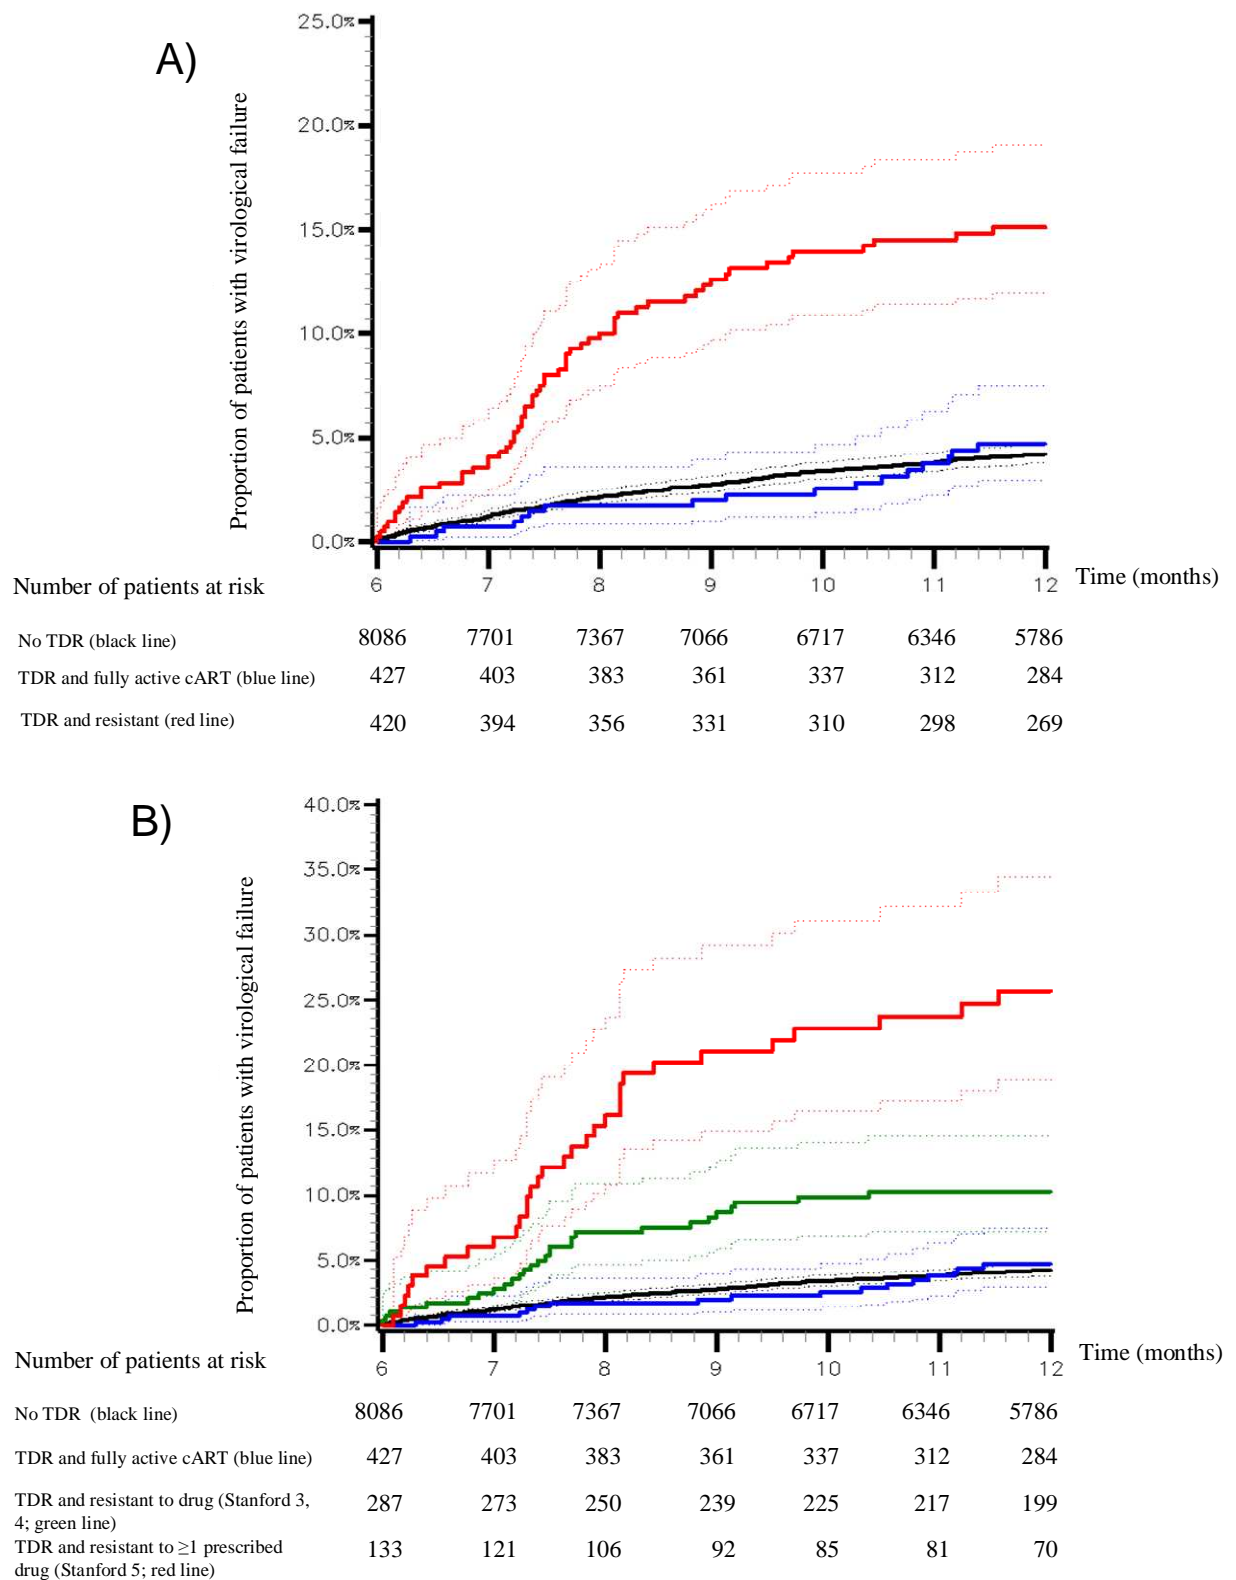 A)
Proportion of patients with virological failure
25.0%
20.0%
15.0%
10.0%
5.0%
0.0%
6 7 8 9 10 11 12
Time (months)
Number of patients at risk
No TDR (black line) 8086 7701 7367 7066 6717 6346 5786
TDR and fully active cART (blue line) 427 403 383 361 337 312 284
TDR and resistant (red line) 420 394 356 331 310 298 269
B)
Proportion of patients with virological failure
40.0%
35.0%
30.0%
25.0%
20.0%
15.0%
10.0%
5.0%
0.0%
6 7 8 9 10 11 12
Time (months)
Number of patients at risk
No TDR (black line) 8086 7701 7367 7066 6717 6346 5786
TDR and fully active cART (blue line) 427 403 383 361 337 312 284
TDR and resistant to drug (Stanford 3, 287 273 250 239 225 217 199
4; green line)
TDR and resistant to ≥1 prescribed 133 121 106 92 85 81 70
drug (Stanford 5; red line)